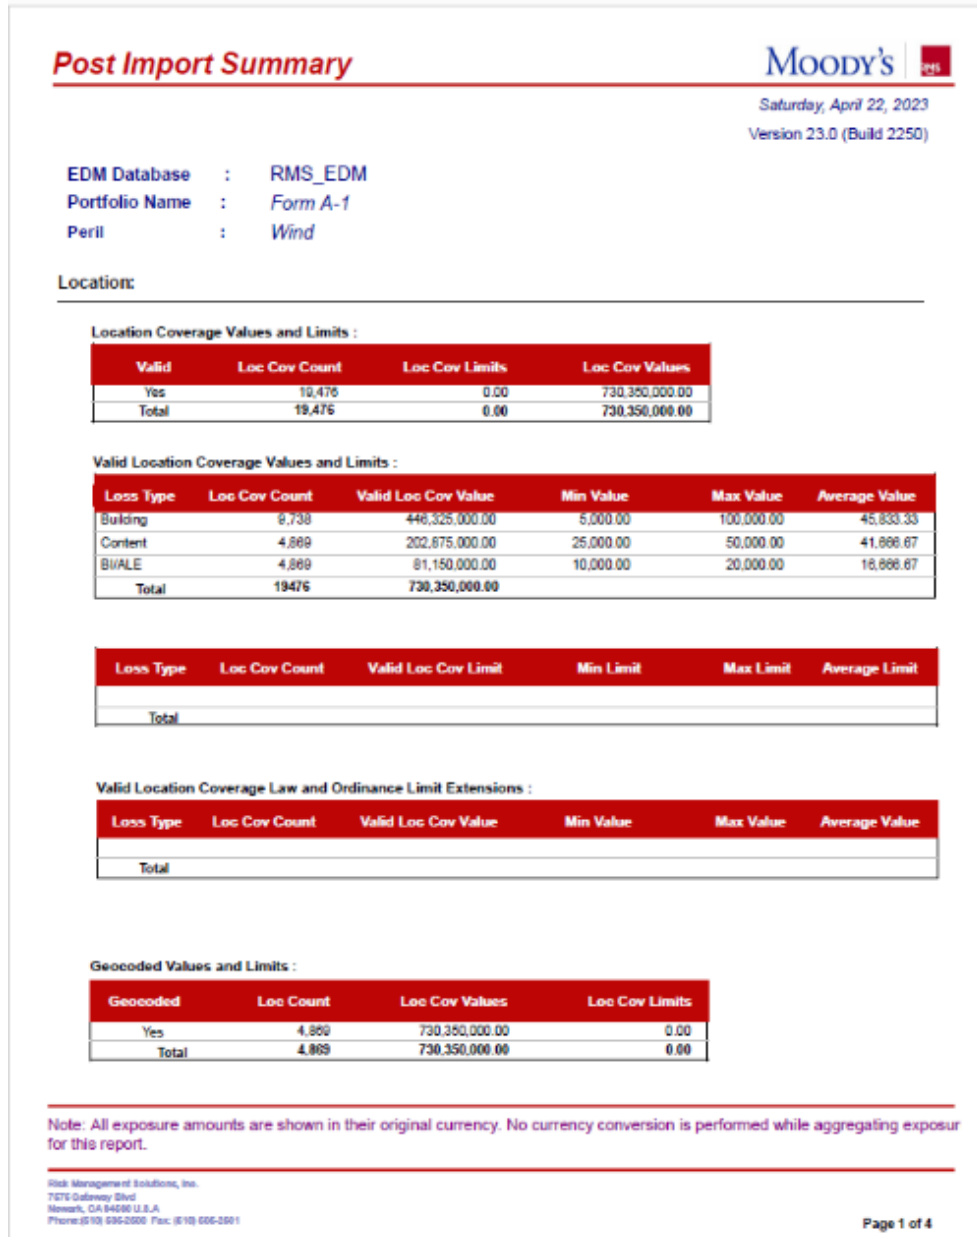 Post Import Summary
MOODY'S RMS
Saturday, April 22, 2023
Version 23.0 (Build 2250)
EDM Database : RMS_EDM
Portfolio Name : Form A-1
Peril : Wind
Location:
Location Coverage Values and Limits :
Valid Loc Cov Count Loc Cov Limits Loc Cov Values
Yes 19,476 0.00 730,350,000.00
Total 19,476 0.00 730,350,000.00
Valid Location Coverage Values and Limits :
Loss Type Loc Cov Count Valid Loc Cov Value Min Value Max Value Average Value
Building 9,738 446,325,000.00 5,000.00 100,000.00 45,833.33
Content 4,869 202,875,000.00 25,000.00 50,000.00 41,666.67
BI/ALE 4,869 81,150,000.00 10,000.00 20,000.00 16,666.67
Total 19476 730,350,000.00
Loss Type Loc Cov Count Valid Loc Cov Limit Min Limit Max Limit Average Limit
Total
Valid Location Coverage Law and Ordinance Limit Extensions :
Loss Type Loc Cov Count Valid Loc Cov Value Min Value Max Value Average Value
Total
Geocoded Values and Limits :
Geocoded Loc Count Loc Cov Values Loc Cov Limits
Yes 4,869 730,350,000.00 0.00
Total 4,869 730,350,000.00 0.00
Note: All exposure amounts are shown in their original currency. No currency conversion is performed while aggregating exposur
for this report.
Risk Management Solutions, Inc.
7575 Gateway Blvd
Newark, CA 94560 U.S.A
Page 1 of 4